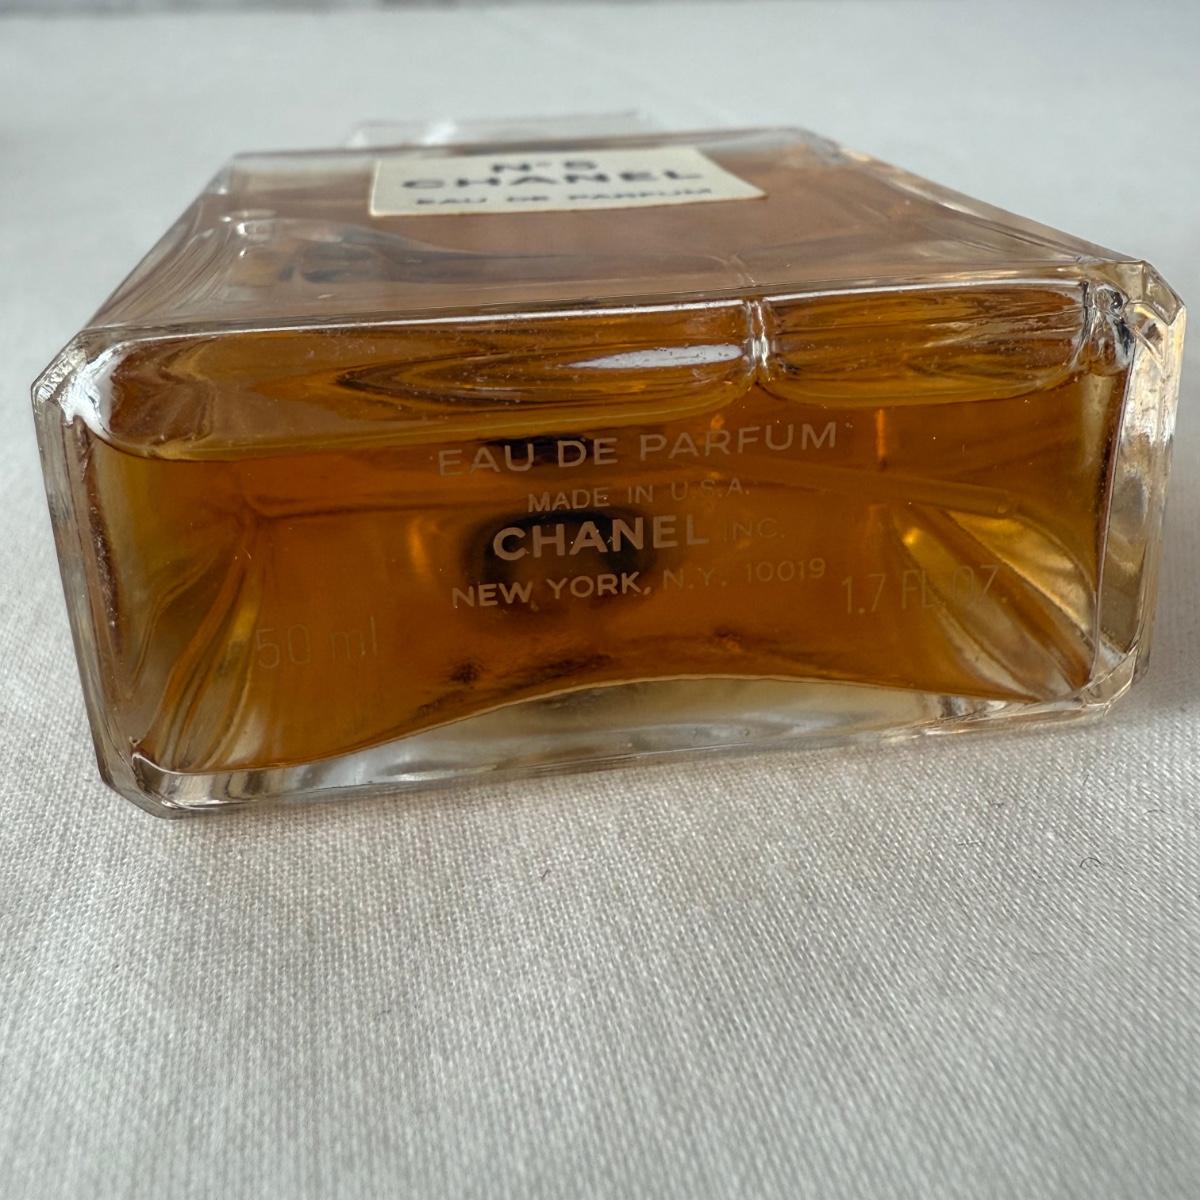 N°5
CHANEL
EAU DE PARFUM
EAU DE PARFUM
MADE IN U.S.A.
CHANEL INC.
NEW YORK, N.Y. 10019
50 ml
1.7 FL. OZ.